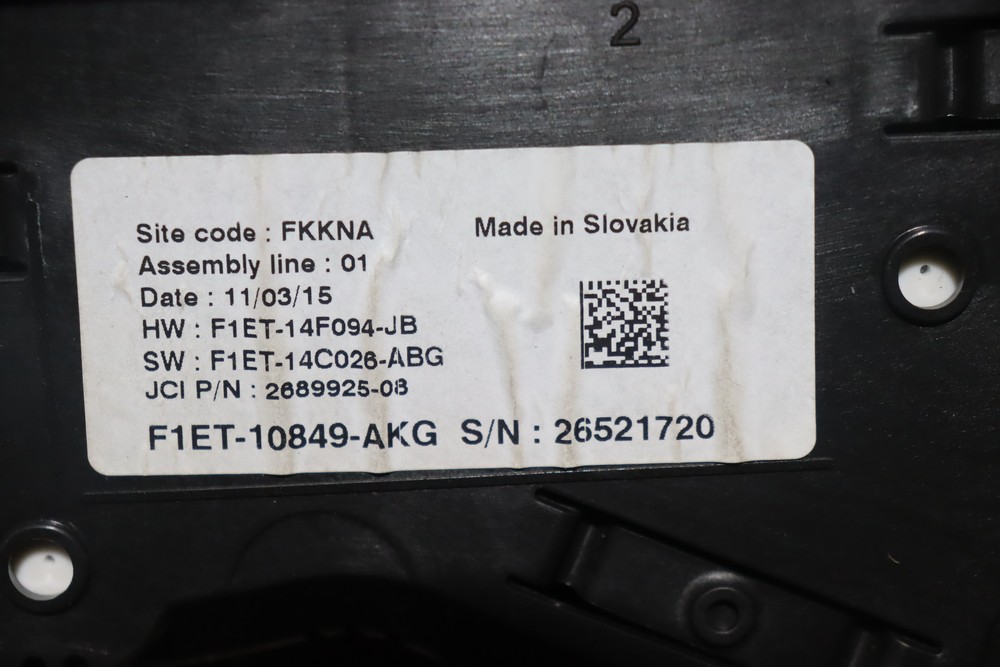 2
Site code : FKKNA
Made in Slovakia
Assembly line : 01
Date : 11/03/15
HW : F1ET-14F094-JB
SW : F1ET-14C026-ABG
JCI P/N : 2689925-08
F1ET-10849-AKG S/N : 26521720